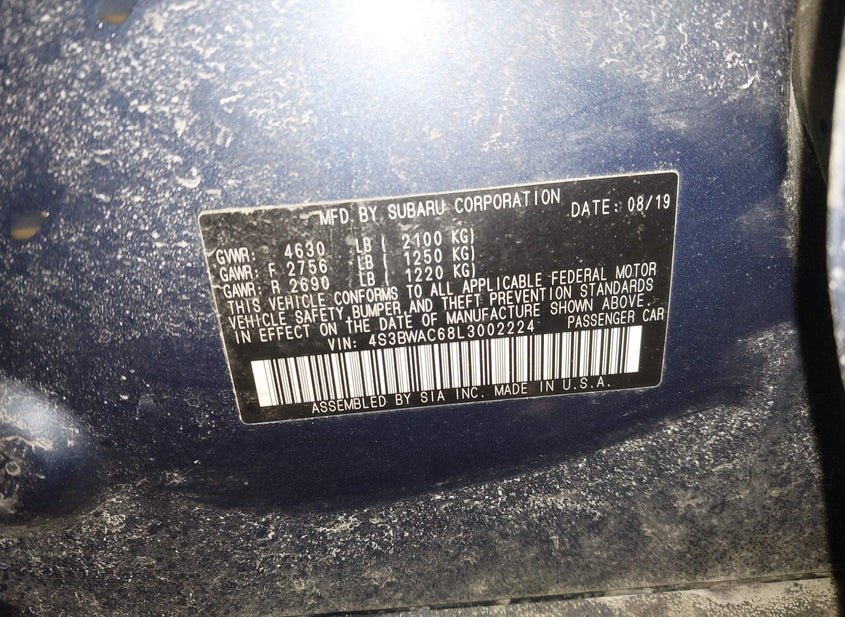 MFD BY SUBARU CORPORATION DATE: 08/19
GVWR: 4630 LB ( 2100 KG)
GAWR: F 2756 LB ( 1250 KG)
GAWR: R 2690 LB ( 1220 KG)
THIS VEHICLE CONFORMS TO ALL APPLICABLE FEDERAL MOTOR
VEHICLE SAFETY, BUMPER, AND THEFT PREVENTION STANDARDS
IN EFFECT ON THE DATE OF MANUFACTURE SHOWN ABOVE.
VIN: 4S3BWAC68L3002224 PASSENGER CAR
ASSEMBLED BY SIA INC. MADE IN U.S.A.